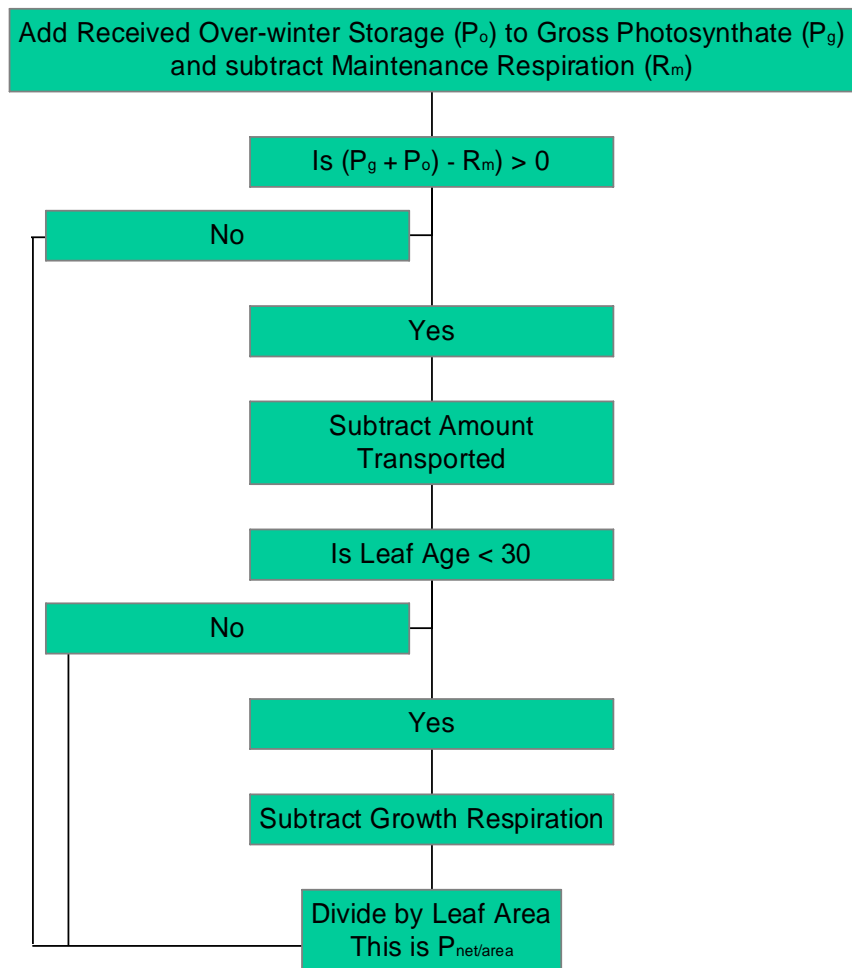 Add Received Over-winter Storage (Po) to Gross Photosynthate (Pg)
and subtract Maintenance Respiration (Rm)
Is (Pg + Po) - Rm) > 0
No
Yes
Subtract Amount
Transported
Is Leaf Age < 30
No
Yes
Subtract Growth Respiration
Divide by Leaf Area
This is Pnet/area